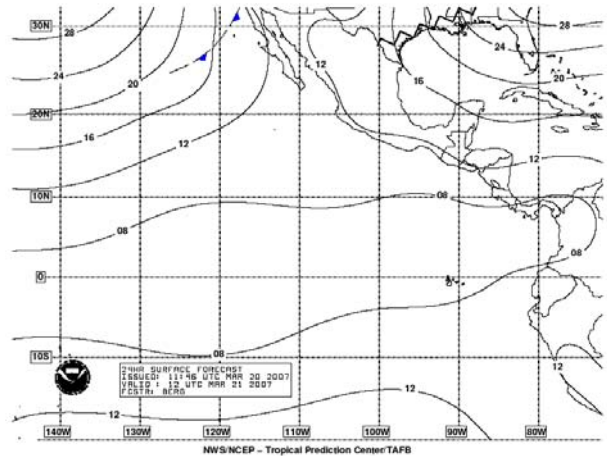 30N
28
28
24
24
12
20
20
20N
16
16
12
12
10N
08
08
0
08
10S
12
24HR SURFACE FORECAST
ISSUED: 11:46 UTC MAR 20 2007
VALID : 12 UTC MAR 21 2007
FCSTR: BERG
12
12
140W 130W 120W 110W 100W 90W 80W
NWS/NCEP – Tropical Prediction Center/TAFB